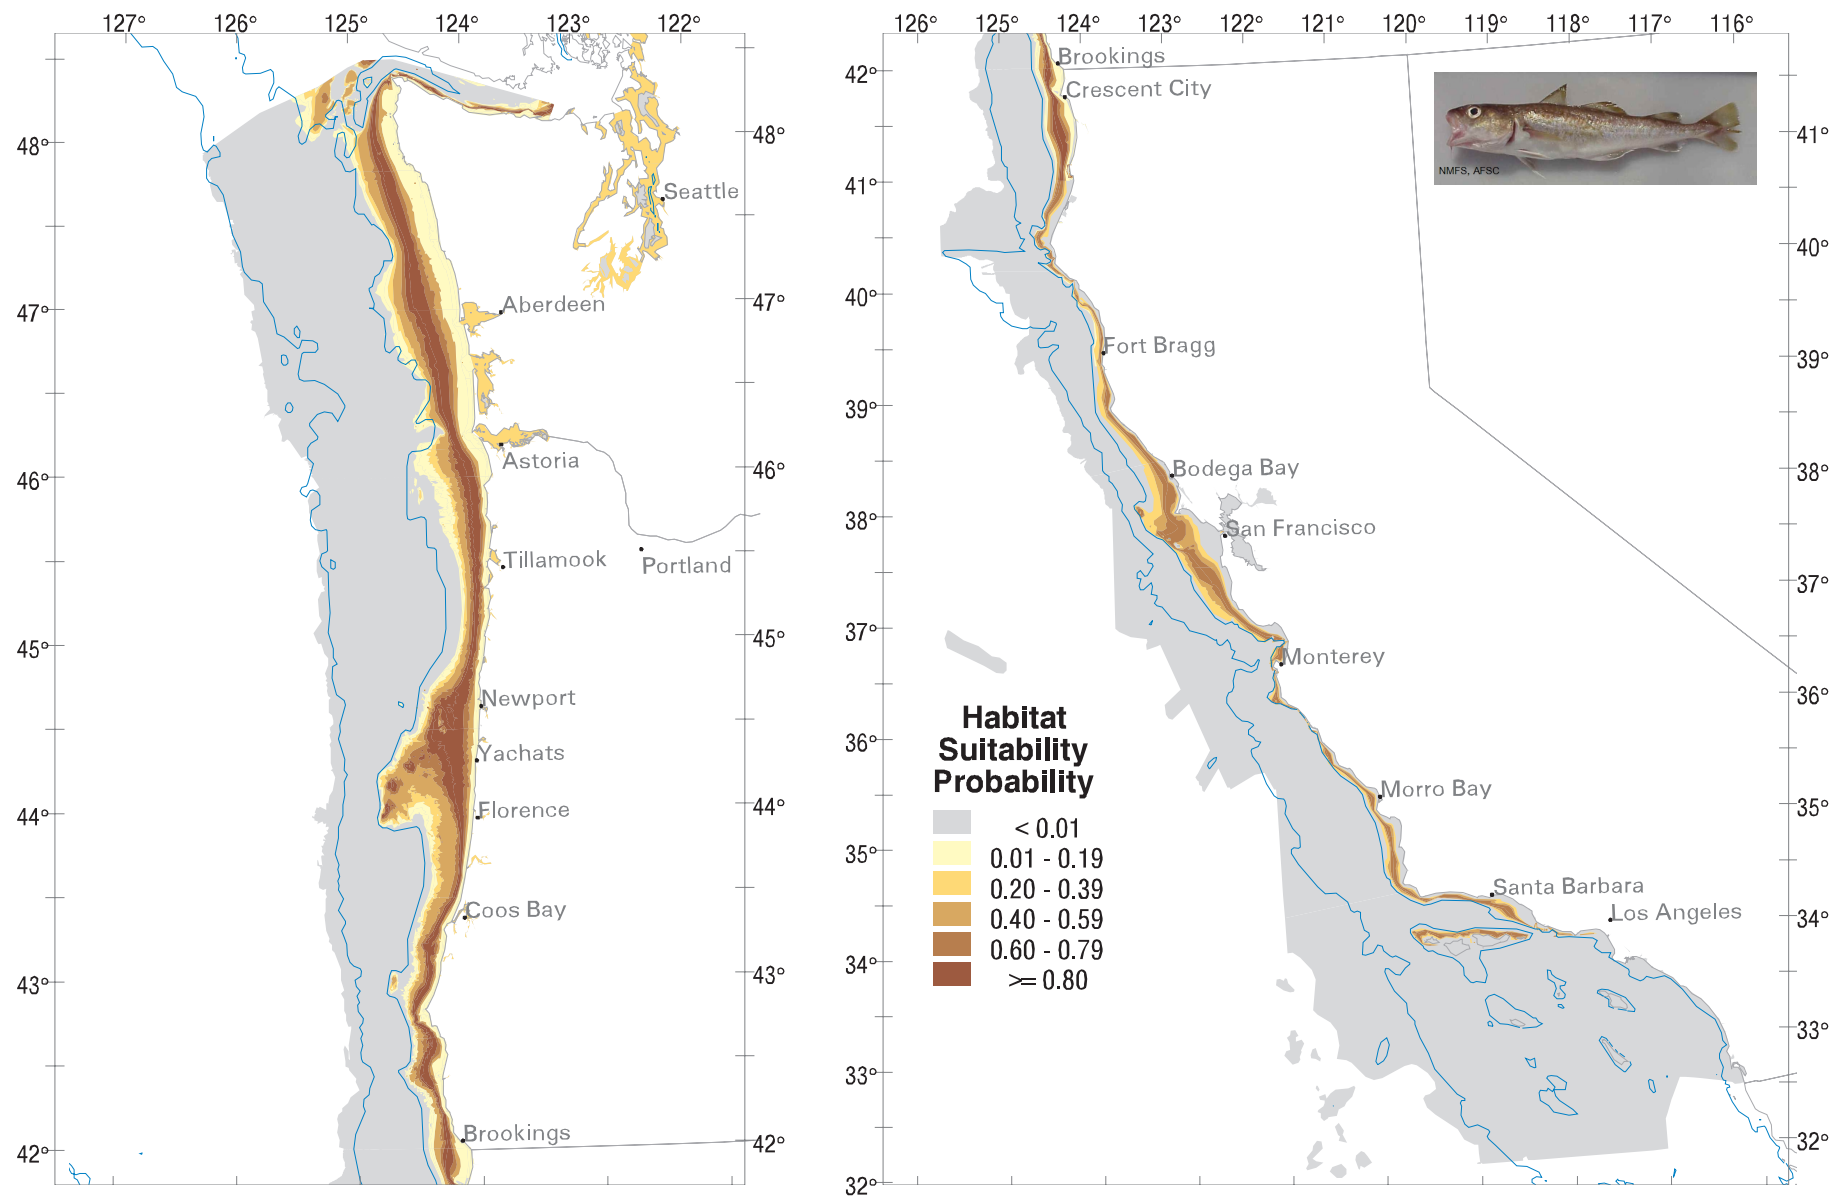 127° 126° 125° 124° 123° 122°
48° 48°
Seattle
47° 47°
Aberdeen
Astoria
46° 46°
Tillamook
Portland
45° 45°
Newport
Yachats
44° 44°
Florence
Coos Bay
43° 43°
Brookings
42° 42°
126° 125° 124° 123° 122° 121° 120° 119° 118° 117° 116°
Brookings
42°
Crescent City
41°
NMFS, AFSC
41°
40°
40°
Fort Bragg
39°
39°
Bodega Bay
38°
38°
San Francisco
37°
37°
Monterey
36°
Habitat
Suitability
Probability
< 0.01
0.01 - 0.19
0.20 - 0.39
0.40 - 0.59
0.60 - 0.79
>= 0.80
36°
Morro Bay
35°
35°
Santa Barbara
Los Angeles
34°
34°
33°
33°
32°
32°